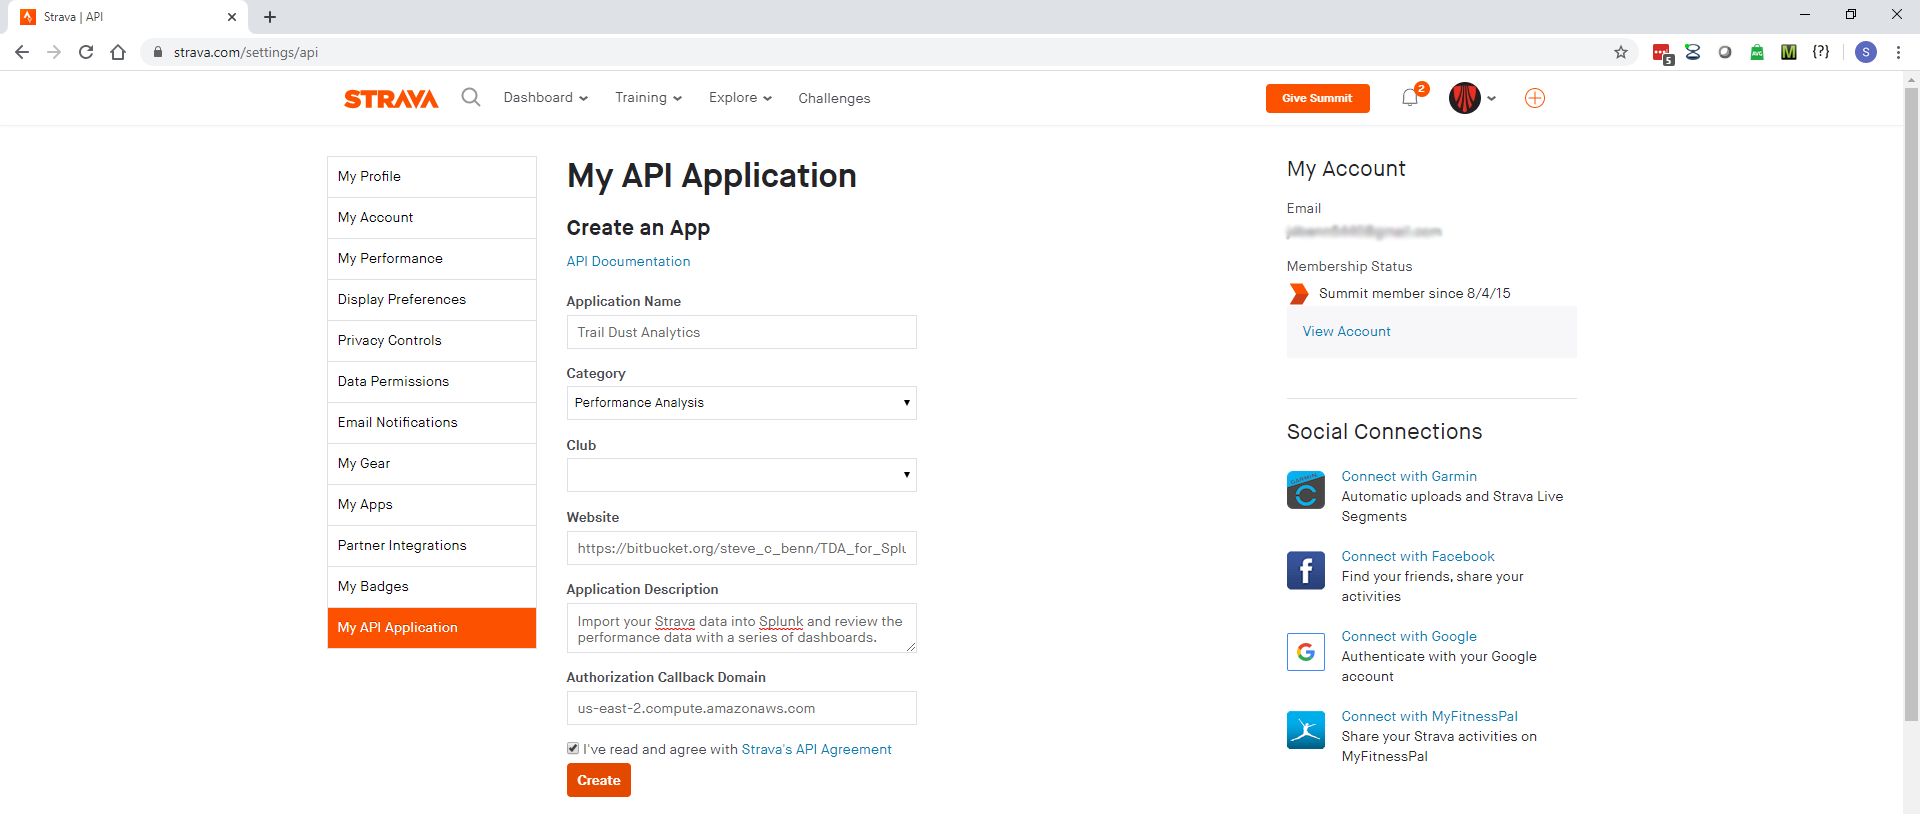 Strava | API
strava.com/settings/api
5
AVG
M
{?}
S
STRAVA
Dashboard
Training
Explore
Challenges
Give Summit
2
My Profile
My Account
My Performance
Display Preferences
Privacy Controls
Data Permissions
Email Notifications
My Gear
My Apps
Partner Integrations
My Badges
My API Application
My API Application
Create an App
API Documentation
Application Name
Trail Dust Analytics
Category
Performance Analysis
Club
Website
https://bitbucket.org/steve_c_benn/TDA_for_Splu
Application Description
Import your Strava data into Splunk and review the
performance data with a series of dashboards.
Authorization Callback Domain
us-east-2.compute.amazonaws.com
I've read and agree with Strava's API Agreement
Create
My Account
Email
Membership Status
Summit member since 8/4/15
View Account
Social Connections
GARMIN
Connect with Garmin
Automatic uploads and Strava Live
Segments
f
Connect with Facebook
Find your friends, share your
activities
G
Connect with Google
Authenticate with your Google
account
Connect with MyFitnessPal
Share your Strava activities on
MyFitnessPal